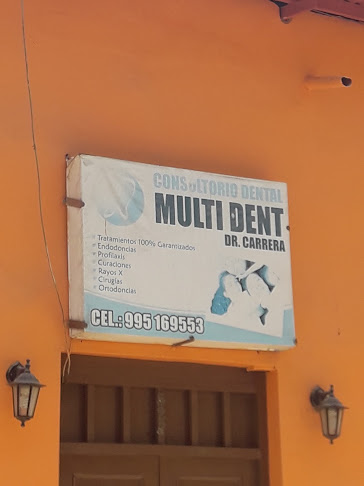 CONSULTORIO DENTAL
MULTI DENT
DR. CARRERA
• Tratamientos 100% Garantizados
• Endodoncias
• Profilaxis
• Curaciones
• Rayos X
• Cirugías
• Ortodoncias
CEL.: 995 169553